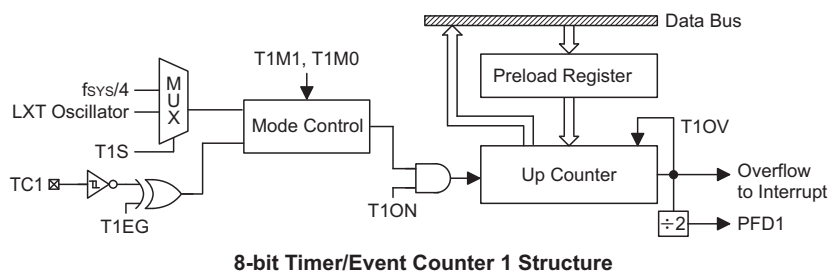 Data Bus
T1M1, T1M0
Preload Register
fSYS/4
LXT Oscillator
MUX
T1S
Mode Control
T1OV
TC1
T1EG
T1ON
Up Counter
Overflow
to Interrupt
÷2
PFD1
8-bit Timer/Event Counter 1 Structure